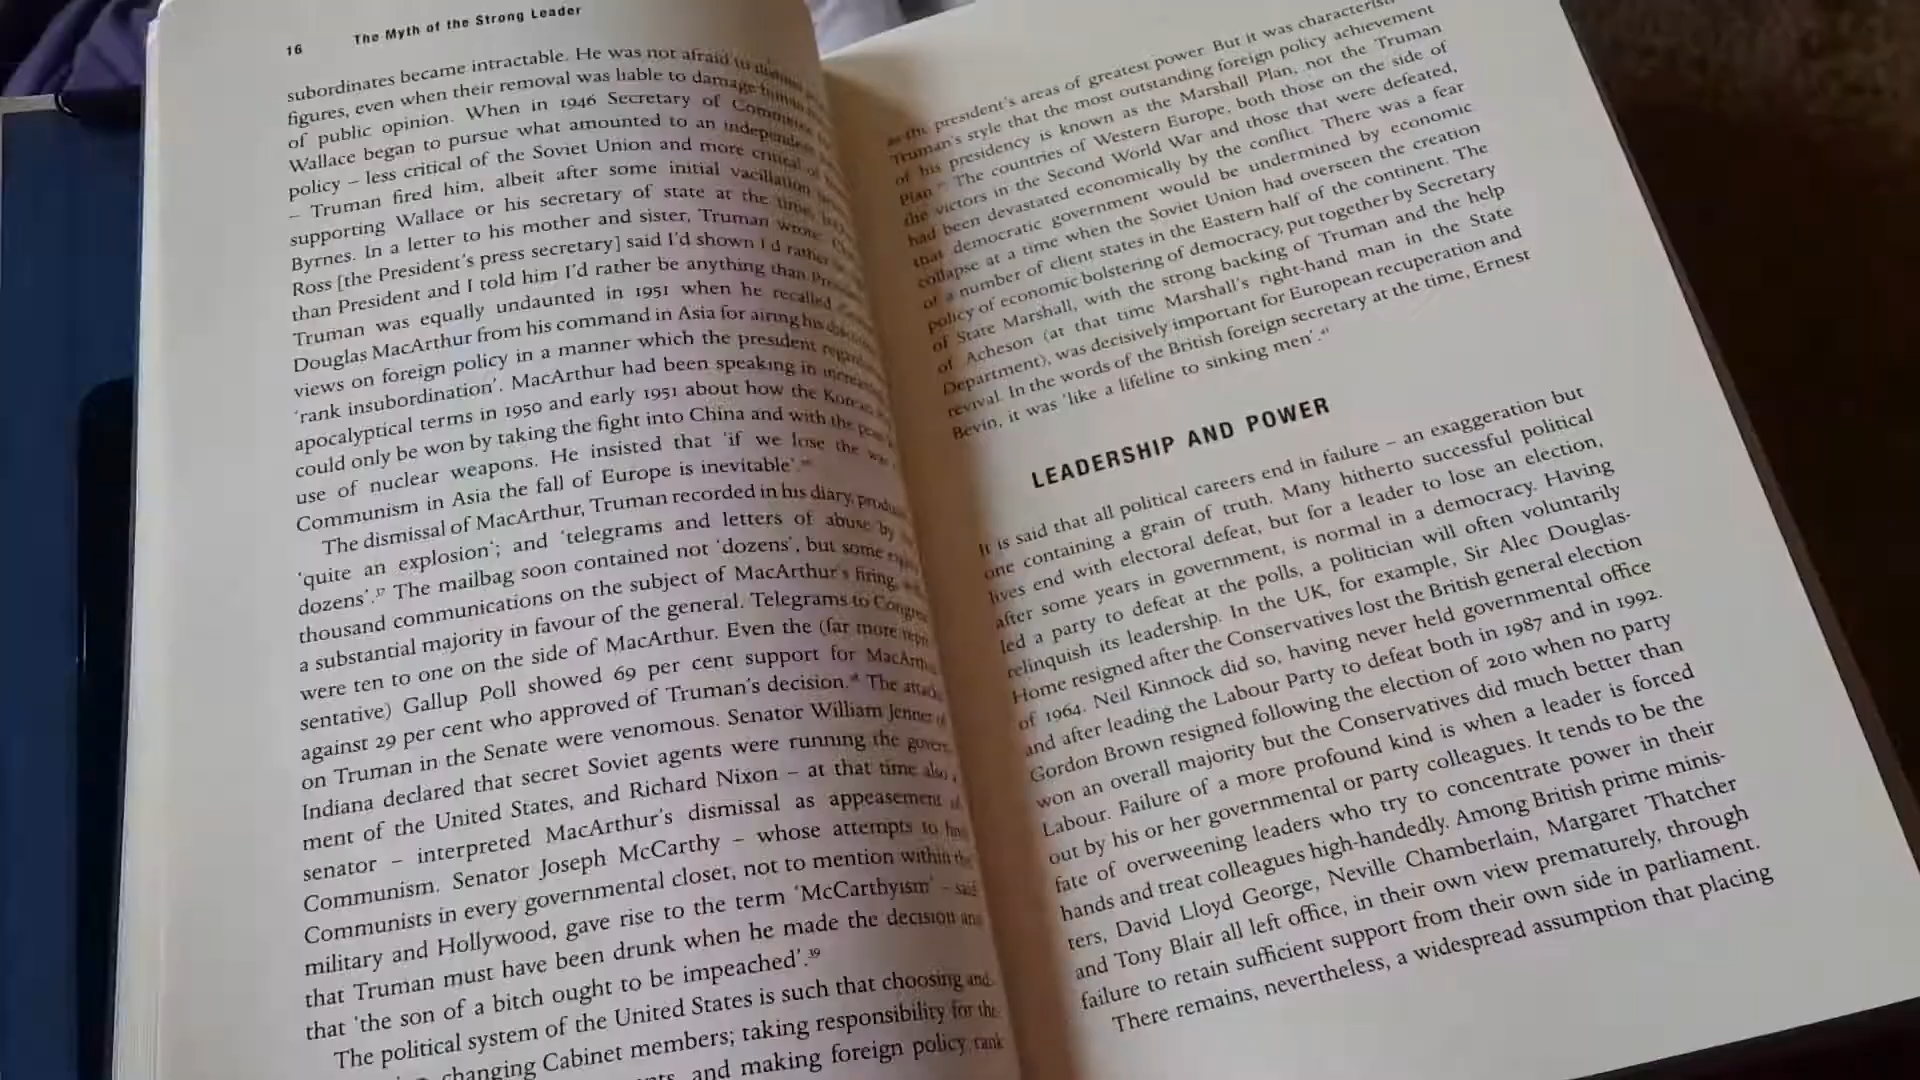 16
The Myth of the Strong Leader
subordinates became intractable. He was not afraid to dismiss
figures, even when their removal was liable to damage him in
of public opinion. When in 1946 Secretary of Commerce
Wallace began to pursue what amounted to an independent
policy – less critical of the Soviet Union and more critical of
– Truman fired him, albeit after some initial vacillation
supporting Wallace or his secretary of state at the time,
Byrnes. In a letter to his mother and sister, Truman wrote:
Ross [the President's press secretary] said I'd shown I'd rather
than President and I told him I'd rather be anything than
Truman was equally undaunted in 1951 when he recalled
Douglas MacArthur from his command in Asia for airing his
views on foreign policy in a manner which the president
'rank insubordination'. MacArthur had been speaking in
apocalyptical terms in 1950 and early 1951 about how the Korean
could only be won by taking the fight into China and with the
use of nuclear weapons. He insisted that 'if we lose the war
Communism in Asia the fall of Europe is inevitable'.
The dismissal of MacArthur, Truman recorded in his diary,
'quite an explosion'; and 'telegrams and letters of abuse by
dozens'.37 The mailbag soon contained not 'dozens', but some
thousand communications on the subject of MacArthur's firing,
a substantial majority in favour of the general. Telegrams to Congress
were ten to one on the side of MacArthur. Even the (far more repre-
sentative) Gallup Poll showed 69 per cent support for MacArthur
against 29 per cent who approved of Truman's decision.38 The
on Truman in the Senate were venomous. Senator William Jenner of
Indiana declared that secret Soviet agents were running the govern-
ment of the United States, and Richard Nixon – at that time also a
senator – interpreted MacArthur's dismissal as appeasement of
Communism. Senator Joseph McCarthy – whose attempts to
Communists in every governmental closet, not to mention within the
military and Hollywood, gave rise to the term 'McCarthyism' – said
that Truman must have been drunk when he made the decision and
that 'the son of a bitch ought to be impeached'.39
The political system of the United States is such that choosing and
changing Cabinet members; taking responsibility for the
and making foreign policy rank
as the president's areas of greatest power. But it was characteristic
Truman's style that the most outstanding foreign policy achievement
of his presidency is known as the Marshall Plan, not the Truman
Plan. The countries of Western Europe, both those on the side of
the victors in the Second World War and those that were defeated,
had been devastated economically by the conflict. There was a fear
that democratic government would be undermined by economic
collapse at a time when the Soviet Union had overseen the creation
of a number of client states in the Eastern half of the continent. The
policy of economic bolstering of democracy, put together by Secretary
of State Marshall, with the strong backing of Truman and the help
of Acheson (at that time Marshall's right-hand man in the State
Department), was decisively important for European recuperation and
revival. In the words of the British foreign secretary at the time, Ernest
Bevin, it was 'like a lifeline to sinking men'.41
LEADERSHIP AND POWER
It is said that all political careers end in failure – an exaggeration but
one containing a grain of truth. Many hitherto successful political
lives end with electoral defeat, but for a leader to lose an election,
after some years in government, is normal in a democracy. Having
led a party to defeat at the polls, a politician will often voluntarily
relinquish its leadership. In the UK, for example, Sir Alec Douglas-
Home resigned after the Conservatives lost the British general election
of 1964. Neil Kinnock did so, having never held governmental office
and after leading the Labour Party to defeat both in 1987 and in 1992.
Gordon Brown resigned following the election of 2010 when no party
won an overall majority but the Conservatives did much better than
Labour. Failure of a more profound kind is when a leader is forced
out by his or her governmental or party colleagues. It tends to be the
fate of overweening leaders who try to concentrate power in their
hands and treat colleagues high-handedly. Among British prime minis-
ters, David Lloyd George, Neville Chamberlain, Margaret Thatcher
and Tony Blair all left office, in their own view prematurely, through
failure to retain sufficient support from their own side in parliament.
There remains, nevertheless, a widespread assumption that placing